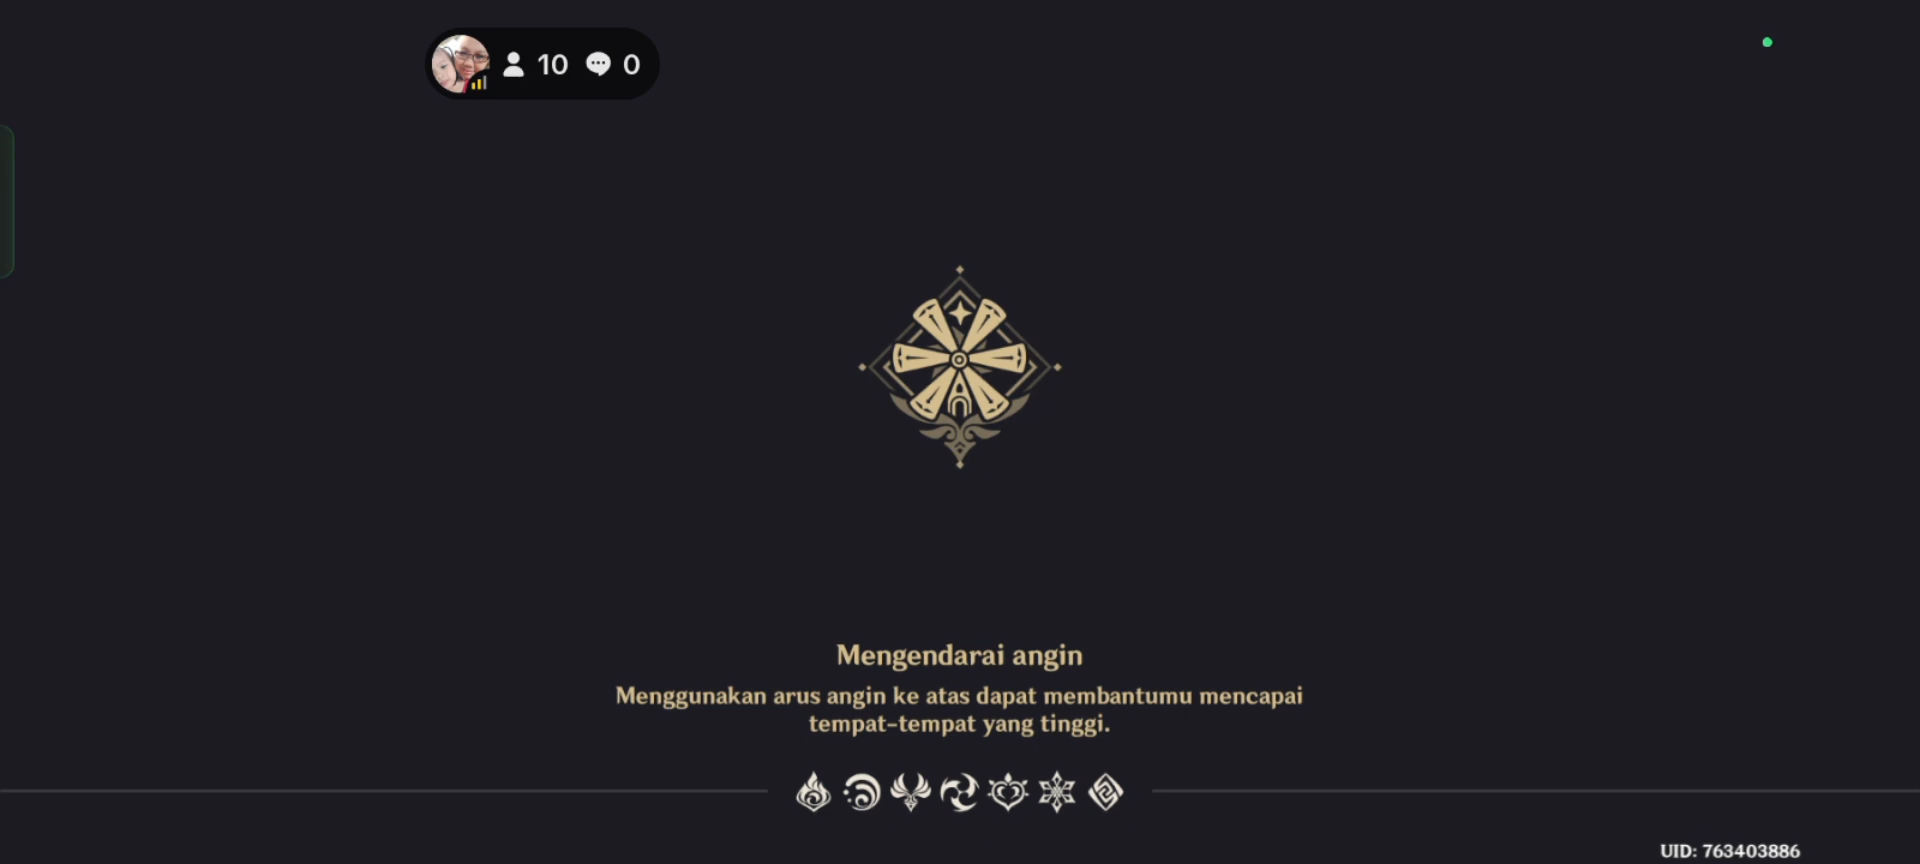 10 0
Mengendarai angin
Menggunakan arus angin ke atas dapat membantumu mencapai
tempat-tempat yang tinggi.
UID: 763403886